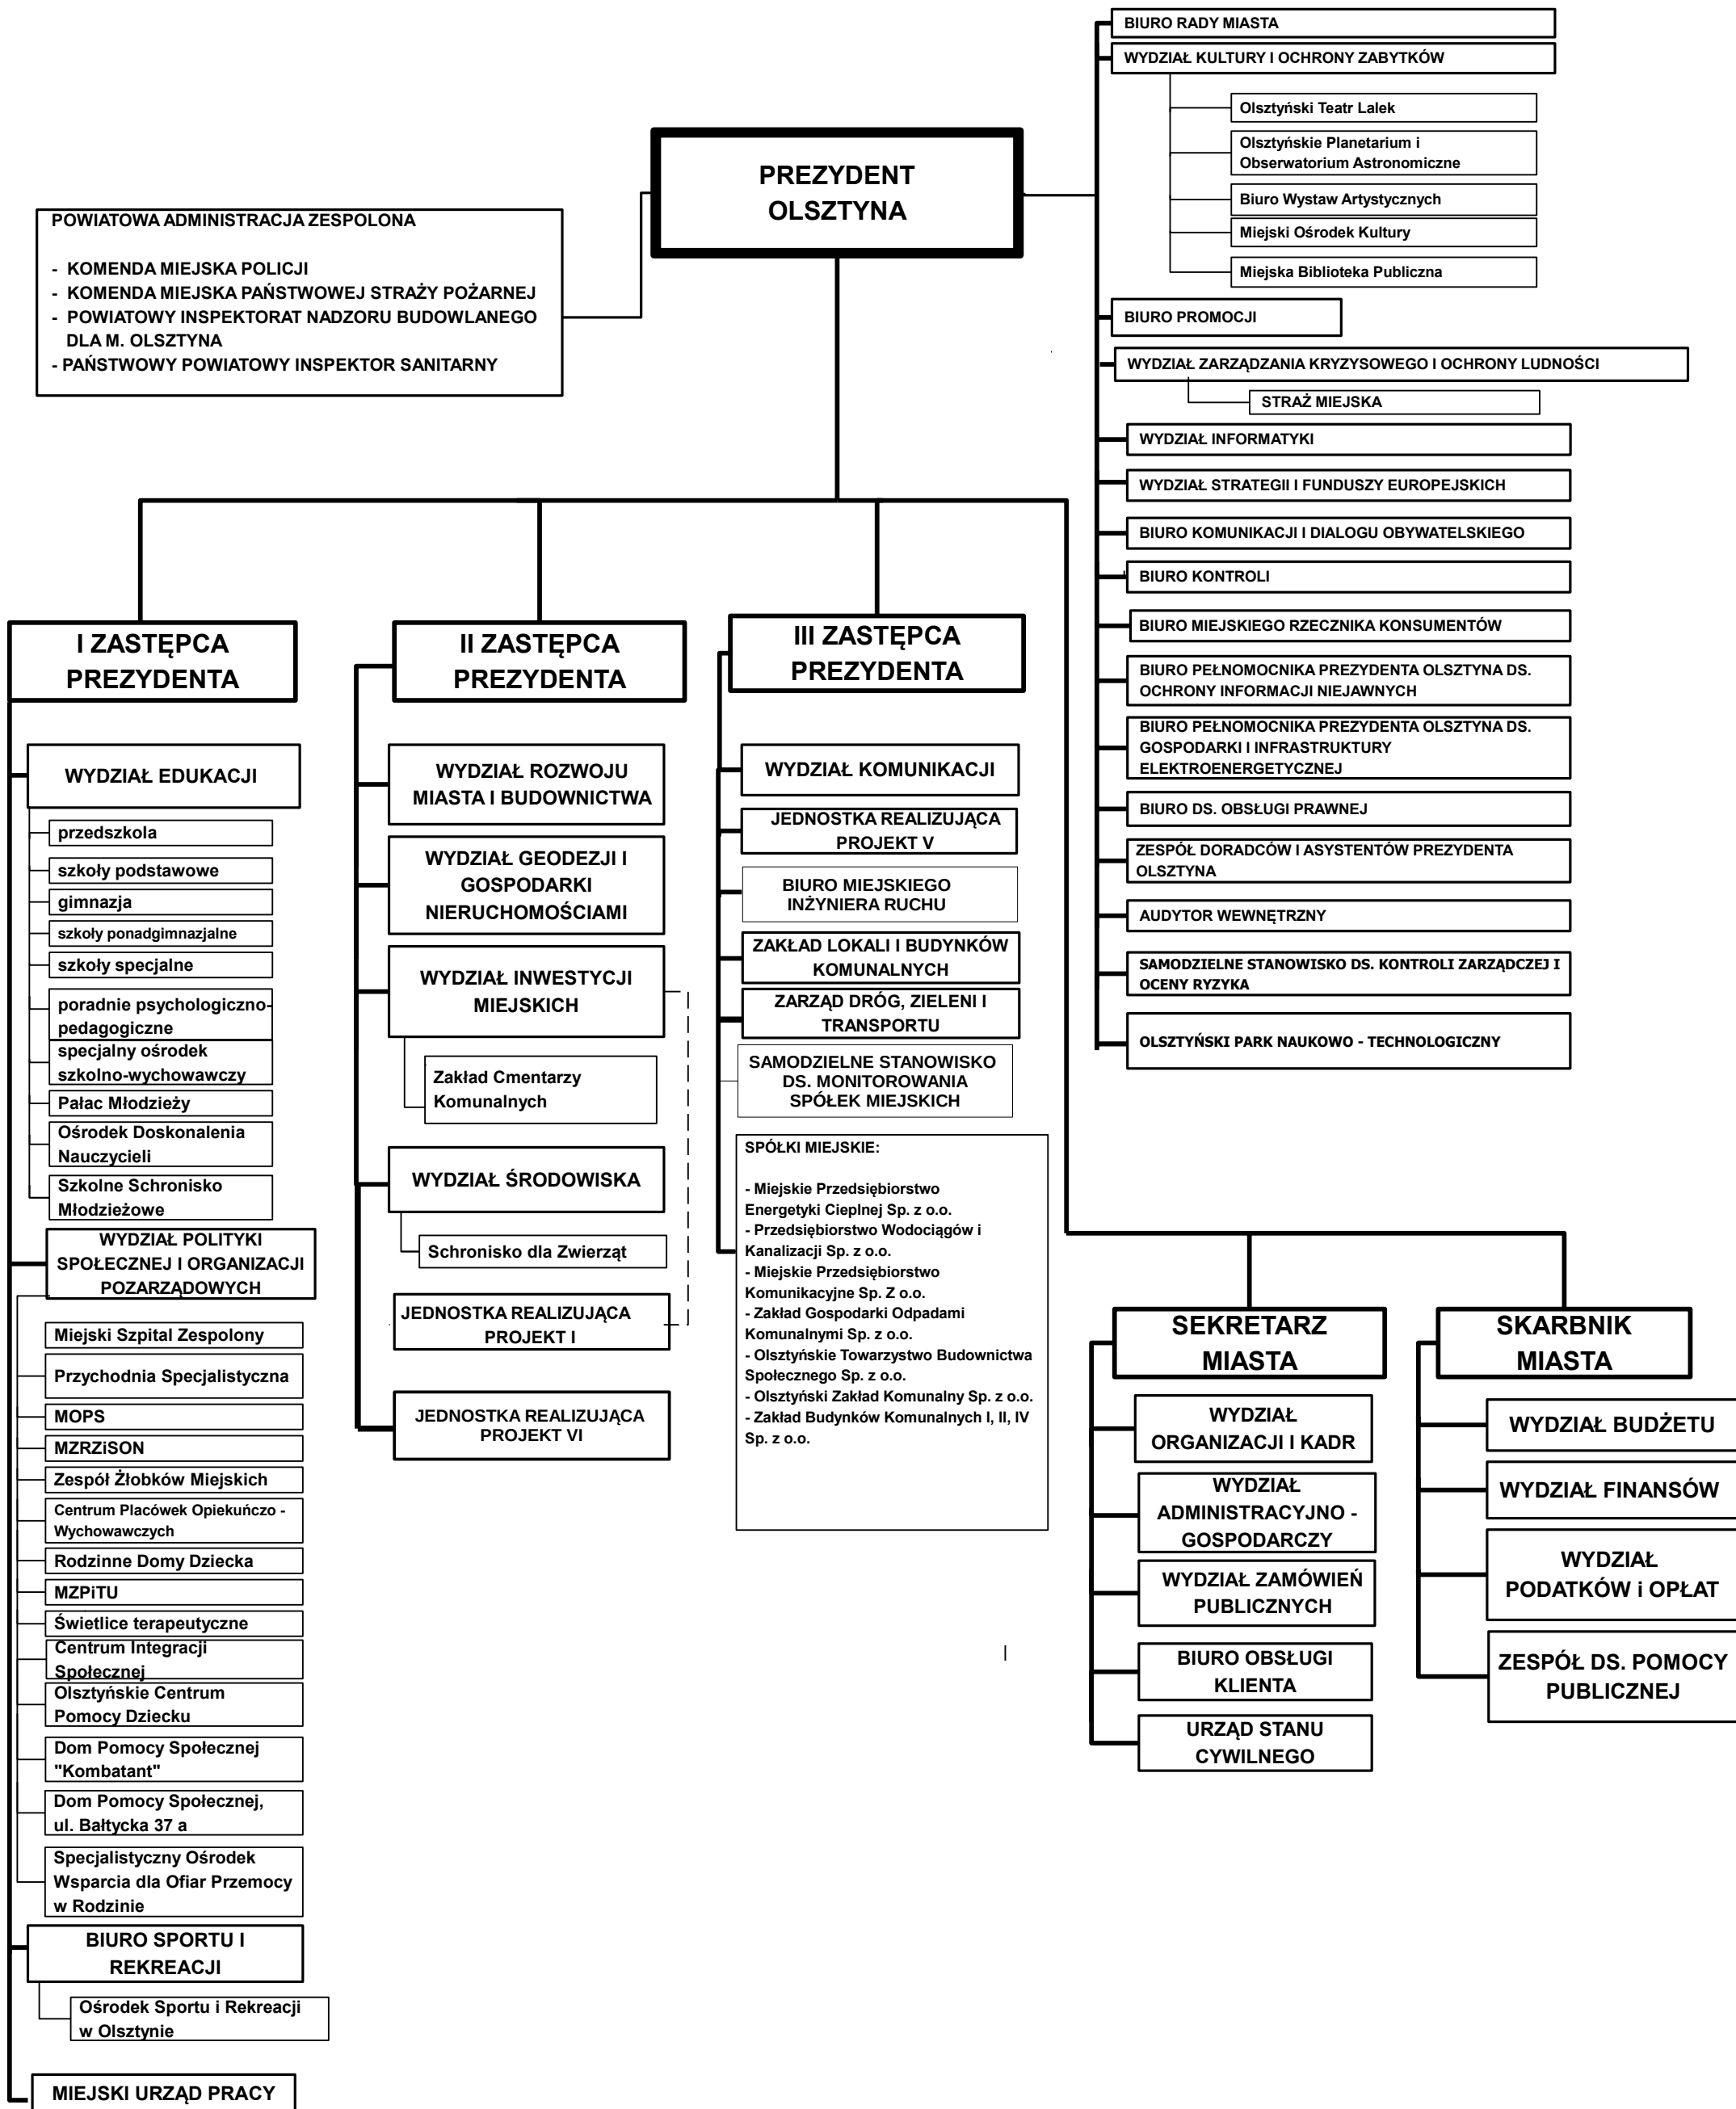 PREZYDENT
OLSZTYNA
POWIATOWA ADMINISTRACJA ZESPOLONA
- KOMENDA MIEJSKA POLICJI
- KOMENDA MIEJSKA PAŃSTWOWEJ STRAŻY POŻARNEJ
- POWIATOWY INSPEKTORAT NADZORU BUDOWLANEGO
DLA M. OLSZTYNA
- PAŃSTWOWY POWIATOWY INSPEKTOR SANITARNY
BIURO RADY MIASTA
WYDZIAŁ KULTURY I OCHRONY ZABYTKÓW
Olsztyński Teatr Lalek
Olsztyńskie Planetarium i
Obserwatorium Astronomiczne
Biuro Wystaw Artystycznych
Miejski Ośrodek Kultury
Miejska Biblioteka Publiczna
BIURO PROMOCJI
WYDZIAŁ ZARZĄDZANIA KRYZYSOWEGO I OCHRONY LUDNOŚCI
STRAŻ MIEJSKA
WYDZIAŁ INFORMATYKI
WYDZIAŁ STRATEGII I FUNDUSZY EUROPEJSKICH
BIURO KOMUNIKACJI I DIALOGU OBYWATELSKIEGO
BIURO KONTROLI
BIURO MIEJSKIEGO RZECZNIKA KONSUMENTÓW
BIURO PEŁNOMOCNIKA PREZYDENTA OLSZTYNA DS.
OCHRONY INFORMACJI NIEJAWNYCH
BIURO PEŁNOMOCNIKA PREZYDENTA OLSZTYNA DS.
GOSPODARKI I INFRASTRUKTURY
ELEKTROENERGETYCZNEJ
BIURO DS. OBSŁUGI PRAWNEJ
ZESPÓŁ DORADCÓW I ASYSTENTÓW PREZYDENTA
OLSZTYNA
AUDYTOR WEWNĘTRZNY
SAMODZIELNE STANOWISKO DS. KONTROLI ZARZĄDCZEJ I
OCENY RYZYKA
OLSZTYŃSKI PARK NAUKOWO - TECHNOLOGICZNY
I ZASTĘPCA
PREZYDENTA
WYDZIAŁ EDUKACJI
przedszkola
szkoły podstawowe
gimnazja
szkoły ponadgimnazjalne
szkoły specjalne
poradnie psychologiczno-
pedagogiczne
specjalny ośrodek
szkolno-wychowawczy
Pałac Młodzieży
Ośrodek Doskonalenia
Nauczycieli
Szkolne Schronisko
Młodzieżowe
WYDZIAŁ POLITYKI
SPOŁECZNEJ I ORGANIZACJI
POZARZĄDOWYCH
Miejski Szpital Zespolony
Przychodnia Specjalistyczna
MOPS
MZRZiSON
Zespół Żłobków Miejskich
Centrum Placówek Opiekuńczo -
Wychowawczych
Rodzinne Domy Dziecka
MZPiTU
Świetlice terapeutyczne
Centrum Integracji
Społecznej
Olsztyńskie Centrum
Pomocy Dziecku
Dom Pomocy Społecznej
"Kombatant"
Dom Pomocy Społecznej,
ul. Bałtycka 37 a
Specjalistyczny Ośrodek
Wsparcia dla Ofiar Przemocy
w Rodzinie
BIURO SPORTU I
REKREACJI
Ośrodek Sportu i Rekreacji
w Olsztynie
MIEJSKI URZĄD PRACY
II ZASTĘPCA
PREZYDENTA
WYDZIAŁ ROZWOJU
MIASTA I BUDOWNICTWA
WYDZIAŁ GEODEZJI I
GOSPODARKI
NIERUCHOMOŚCIAMI
WYDZIAŁ INWESTYCJI
MIEJSKICH
Zakład Cmentarzy
Komunalnych
WYDZIAŁ ŚRODOWISKA
Schronisko dla Zwierząt
JEDNOSTKA REALIZUJĄCA
PROJEKT I
JEDNOSTKA REALIZUJĄCA
PROJEKT VI
III ZASTĘPCA
PREZYDENTA
WYDZIAŁ KOMUNIKACJI
JEDNOSTKA REALIZUJĄCA
PROJEKT V
BIURO MIEJSKIEGO
INŻYNIERA RUCHU
ZAKŁAD LOKALI I BUDYNKÓW
KOMUNALNYCH
ZARZĄD DRÓG, ZIELENI I
TRANSPORTU
SAMODZIELNE STANOWISKO
DS. MONITOROWANIA
SPÓŁEK MIEJSKICH
SPÓŁKI MIEJSKIE:
- Miejskie Przedsiębiorstwo
Energetyki Cieplnej Sp. z o.o.
- Przedsiębiorstwo Wodociągów i
Kanalizacji Sp. z o.o.
- Miejskie Przedsiębiorstwo
Komunikacyjne Sp. Z o.o.
- Zakład Gospodarki Odpadami
Komunalnymi Sp. z o.o.
- Olsztyńskie Towarzystwo Budownictwa
Społecznego Sp. z o.o.
- Olsztyński Zakład Komunalny Sp. z o.o.
- Zakład Budynków Komunalnych I, II, IV
Sp. z o.o.
SEKRETARZ
MIASTA
WYDZIAŁ
ORGANIZACJI I KADR
WYDZIAŁ
ADMINISTRACYJNO -
GOSPODARCZY
WYDZIAŁ ZAMÓWIEŃ
PUBLICZNYCH
BIURO OBSŁUGI
KLIENTA
URZĄD STANU
CYWILNEGO
SKARBNIK
MIASTA
WYDZIAŁ BUDŻETU
WYDZIAŁ FINANSÓW
WYDZIAŁ
PODATKÓW i OPŁAT
ZESPÓŁ DS. POMOCY
PUBLICZNEJ